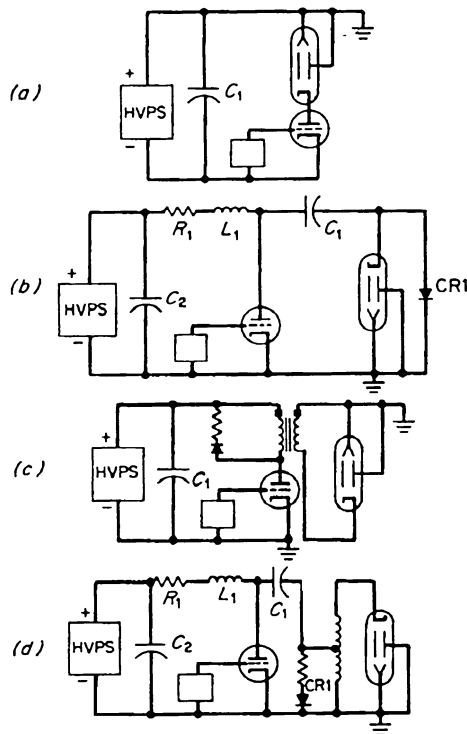 (a)
+
HVPS
−
C1
(b)
+
HVPS
−
C2
R1
L1
C1
CR1
(c)
+
HVPS
−
C1
(d)
+
HVPS
−
C2
R1
L1
C1
CR1